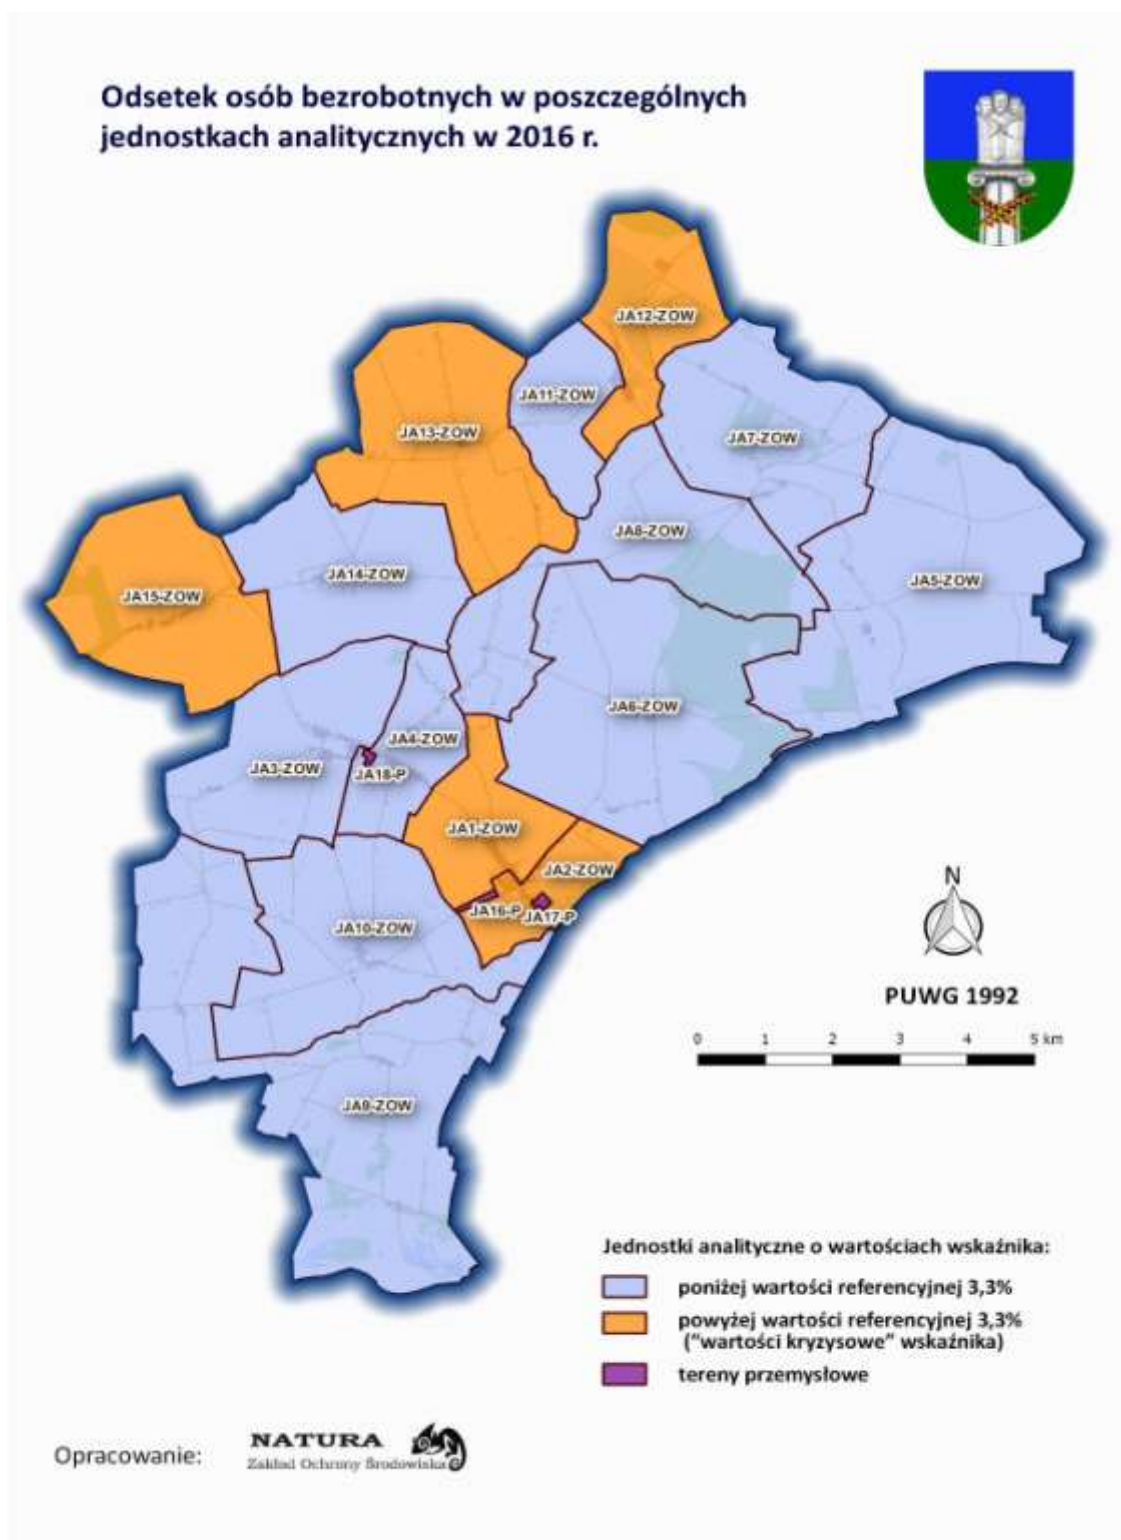 Odsetek osób bezrobotnych w poszczególnych
jednostkach analitycznych w 2016 r.
JA12-ZOW
JA11-ZOW
JA13-ZOW
JA7-ZOW
JA8-ZOW
JA14-ZOW
JA5-ZOW
JA15-ZOW
JA6-ZOW
JA4-ZOW
JA3-ZOW
JA18-P
JA1-ZOW
JA2-ZOW
JA16-P
JA17-P
JA10-ZOW
JA9-ZOW
N
PUWG 1992
0 1 2 3 4 5 km
Jednostki analityczne o wartościach wskaźnika:
poniżej wartości referencyjnej 3,3%
powyżej wartości referencyjnej 3,3%
("wartości kryzysowe" wskaźnika)
tereny przemysłowe
Opracowanie:
NATURA
Zakład Ochrony Środowiska